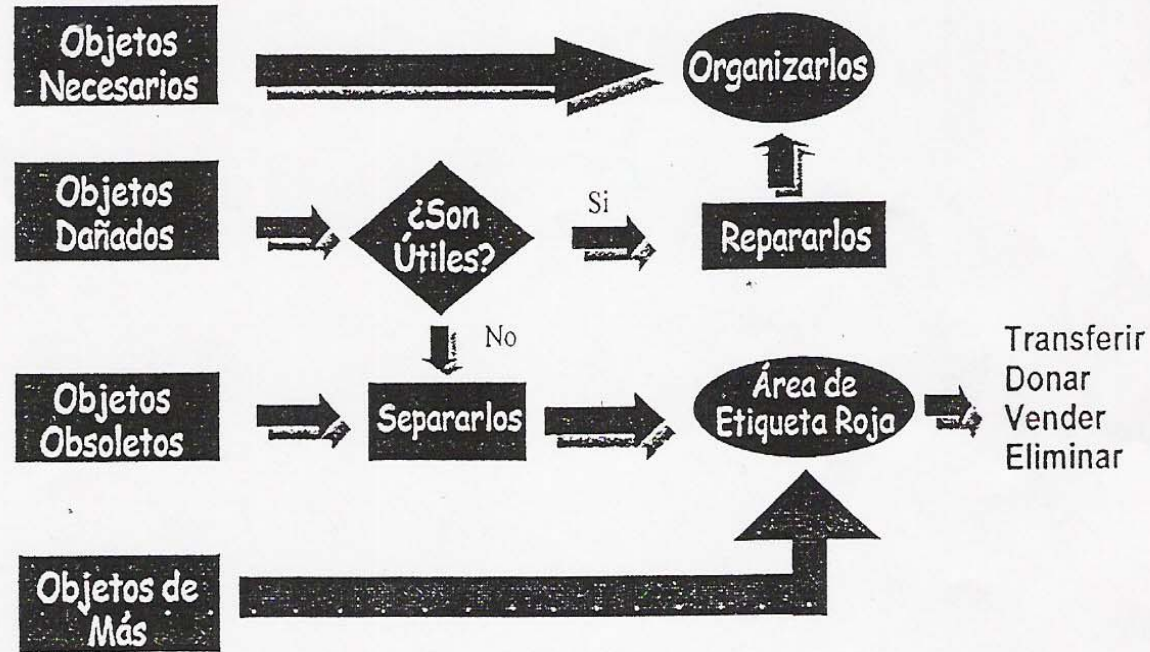 Objetos
Necesarios
Organizarlos
Objetos
Dañados
¿Son
Útiles?
Si
Repararlos
No
Objetos
Obsoletos
Separarlos
Área de
Etiqueta Roja
Transferir
Donar
Vender
Eliminar
Objetos de
Más